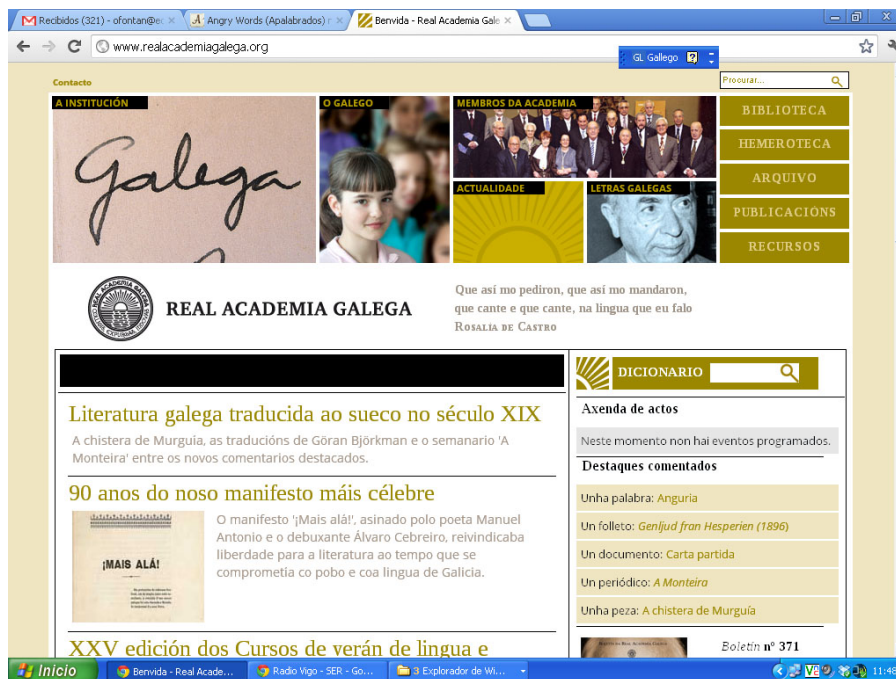 Recibidos (321) - ofontan@ed
Angry Words (Apalabrados) r
Benvida - Real Academia Gale
www.realacademiagalega.org
GL Gallego
Contacto
Procurar...
A INSTITUCIÓN
O GALEGO
MEMBROS DA ACADEMIA
ACTUALIDADE
LETRAS GALEGAS
Galega
BIBLIOTECA
HEMEROTECA
ARQUIVO
PUBLICACIÓNS
RECURSOS
REAL ACADEMIA GALEGA
Que así mo pediron, que así mo mandaron,
que cante e que cante, na lingua que eu falo
ROSALÍA DE CASTRO
Literatura galega traducida ao sueco no século XIX
A chistera de Murguía, as traducións de Göran Björkman e o semanario 'A
Monteira' entre os novos comentarios destacados.
90 anos do noso manifesto máis célebre
¡MAIS ALÁ!
O manifesto '¡Mais alá!', asinado polo poeta Manuel
Antonio e o debuxante Álvaro Cebreiro, reivindicaba
liberdade para a literatura ao tempo que se
comprometía co pobo e coa lingua de Galicia.
XXV edición dos Cursos de verán de lingua e
DICIONARIO
Axenda de actos
Neste momento non hai eventos programados.
Destaques comentados
Unha palabra: Anguría
Un folleto: Genljud fran Hesperien (1896)
Un documento: Carta partida
Un periódico: A Monteira
Unha peza: A chistera de Murguía
Boletín nº 371
Inicio
Benvida - Real Acade...
Radio Vigo - SER - Go...
3 Explorador de Wi...
11:48